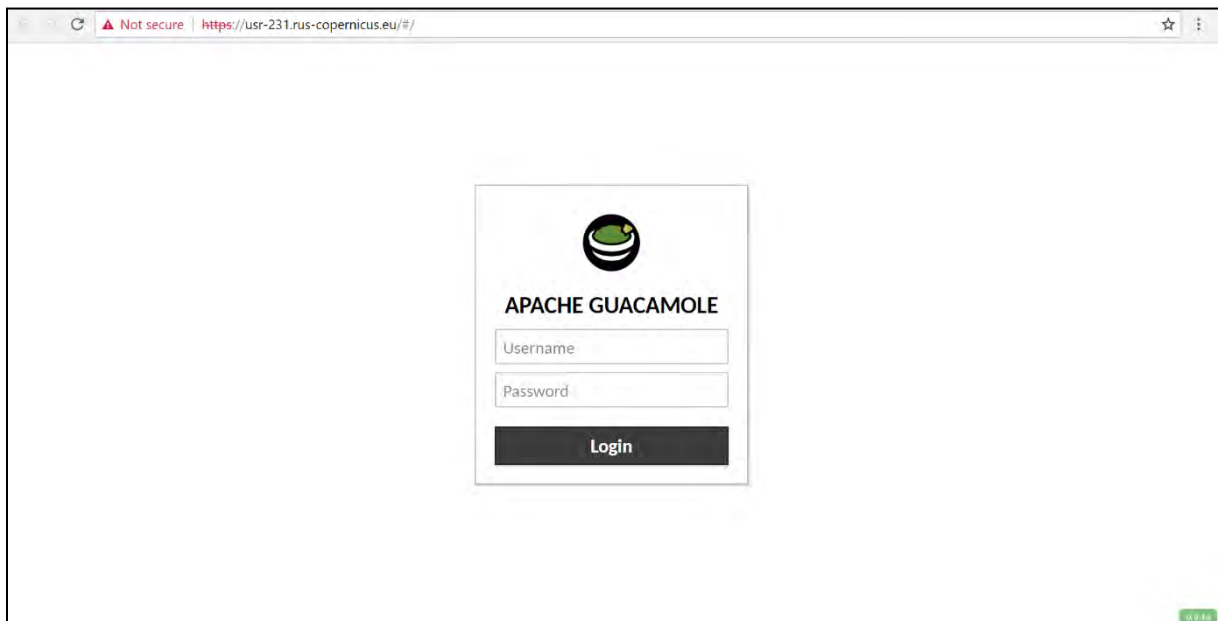 Not secure https://usr-231.rus-copernicus.eu/#/
APACHE GUACAMOLE
Username
Password
Login